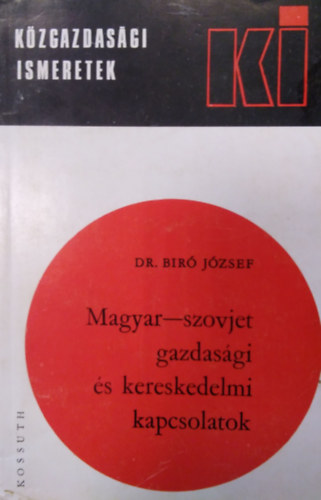 KÖZGAZDASÁGI
ISMERETEK
KI
DR. BIRÓ JÓZSEF
Magyar—szovjet
gazdasági
és kereskedelmi
kapcsolatok
KOSSUTH